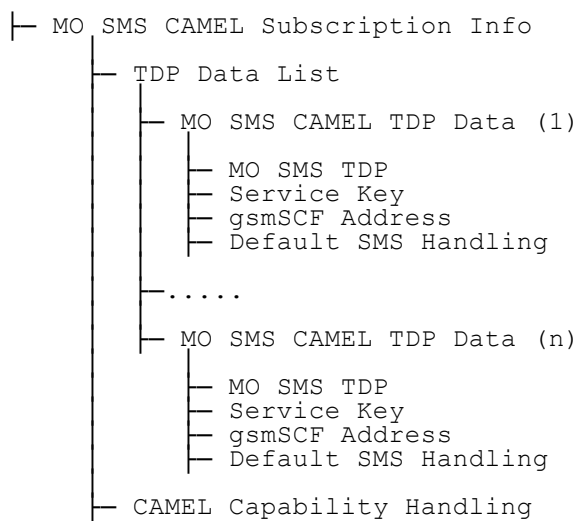 MO SMS CAMEL Subscription Info
TDP Data List
MO SMS CAMEL TDP Data (1)
MO SMS TDP
Service Key
gsmSCF Address
Default SMS Handling
.....
MO SMS CAMEL TDP Data (n)
MO SMS TDP
Service Key
gsmSCF Address
Default SMS Handling
CAMEL Capability Handling